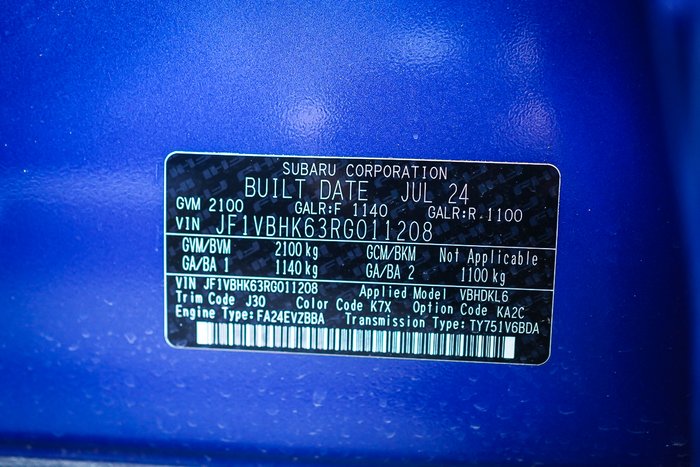 SUBARU CORPORATION
BUILT DATE JUL 24
GVM 2100 GALR:F 1140 GALR:R.1100
VIN JF1VBHK63RG011208
GVM/BVM 2100 kg GCM/BKM Not Applicable
GA/BA 1 1140 kg GA/BA 2 1100 kg
VIN JF1VBHK63RG011208 Applied Model VBHDKL6
Trim Code J30 Color Code K7X Option Code KA2C
Engine Type: FA24EVZBBA Transmission Type: TY751V6BDA